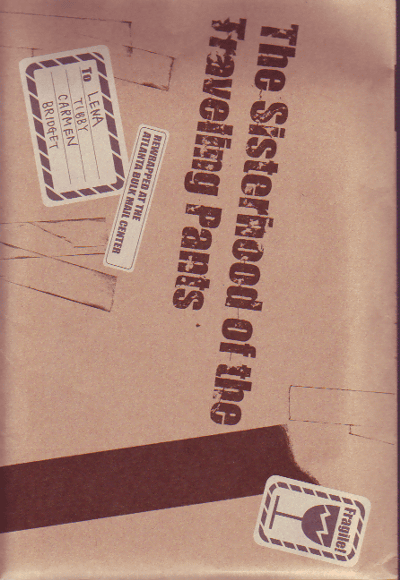 The Sisterhood of the
Traveling Pants
To LENA
TIBBY
CARMEN
BRIDGET
REWRAPPED AT THE
ATLANTA BULK MAIL CENTER
Fragile!